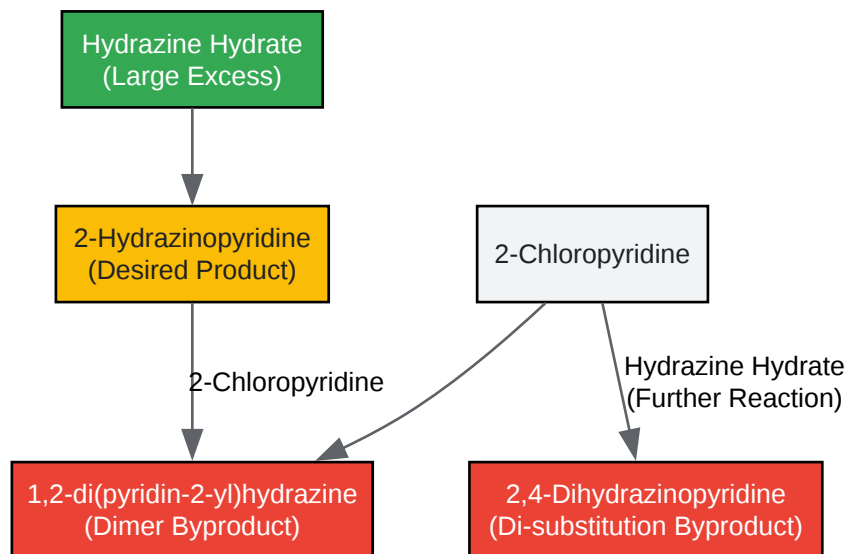 Hydrazine Hydrate
(Large Excess)
2-Hydrazinopyridine
(Desired Product)
2-Chloropyridine
2-Chloropyridine
Hydrazine Hydrate
(Further Reaction)
1,2-di(pyridin-2-yl)hydrazine
(Dimer Byproduct)
2,4-Dihydrazinopyridine
(Di-substitution Byproduct)